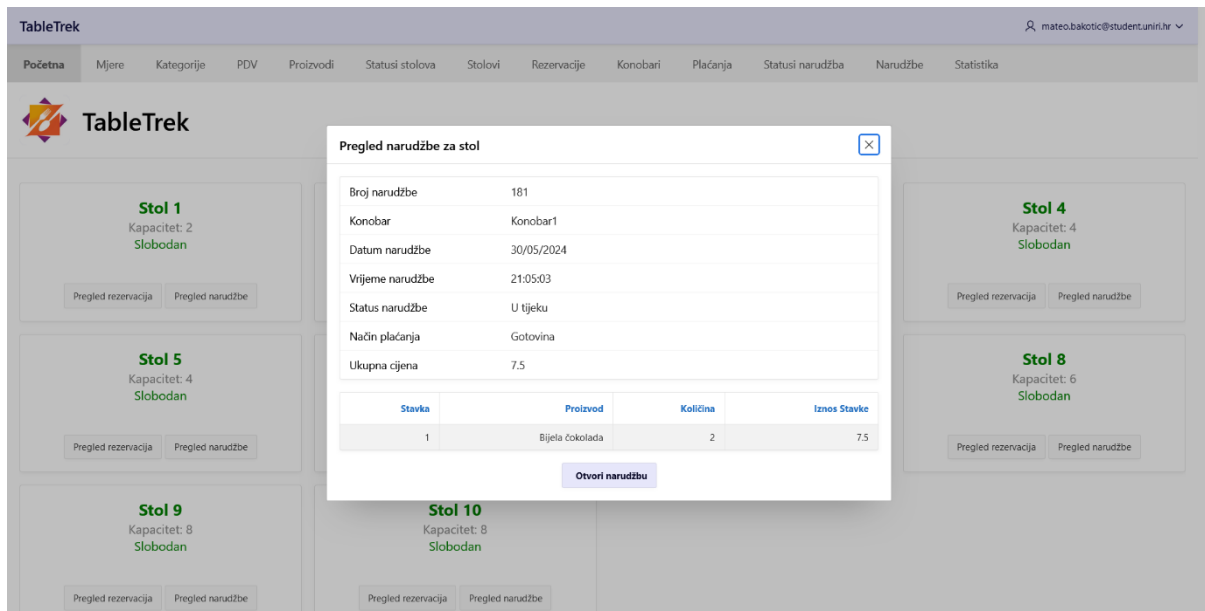 TableTrek
mateo.bakotic@student.uniri.hr
Početna Mjere Kategorije PDV Proizvodi Statusi stolova Stolovi Rezervacije Konobari Plaćanja Statusi narudžba Narudžbe Statistika
TableTrek
Pregled narudžbe za stol
Broj narudžbe 181
Konobar Konobar1
Datum narudžbe 30/05/2024
Vrijeme narudžbe 21:05:03
Status narudžbe U tijeku
Način plaćanja Gotovina
Ukupna cijena 7.5
Stavka Proizvod Količina Iznos Stavke
1 Bijela čokolada 2 7.5
Otvori narudžbu
Stol 1
Kapacitet: 2
Slobodan
Pregled rezervacija Pregled narudžbe
Stol 4
Kapacitet: 4
Slobodan
Pregled rezervacija Pregled narudžbe
Stol 5
Kapacitet: 4
Slobodan
Pregled rezervacija Pregled narudžbe
Stol 8
Kapacitet: 6
Slobodan
Pregled rezervacija Pregled narudžbe
Stol 9
Kapacitet: 8
Slobodan
Pregled rezervacija Pregled narudžbe
Stol 10
Kapacitet: 8
Slobodan
Pregled rezervacija Pregled narudžbe